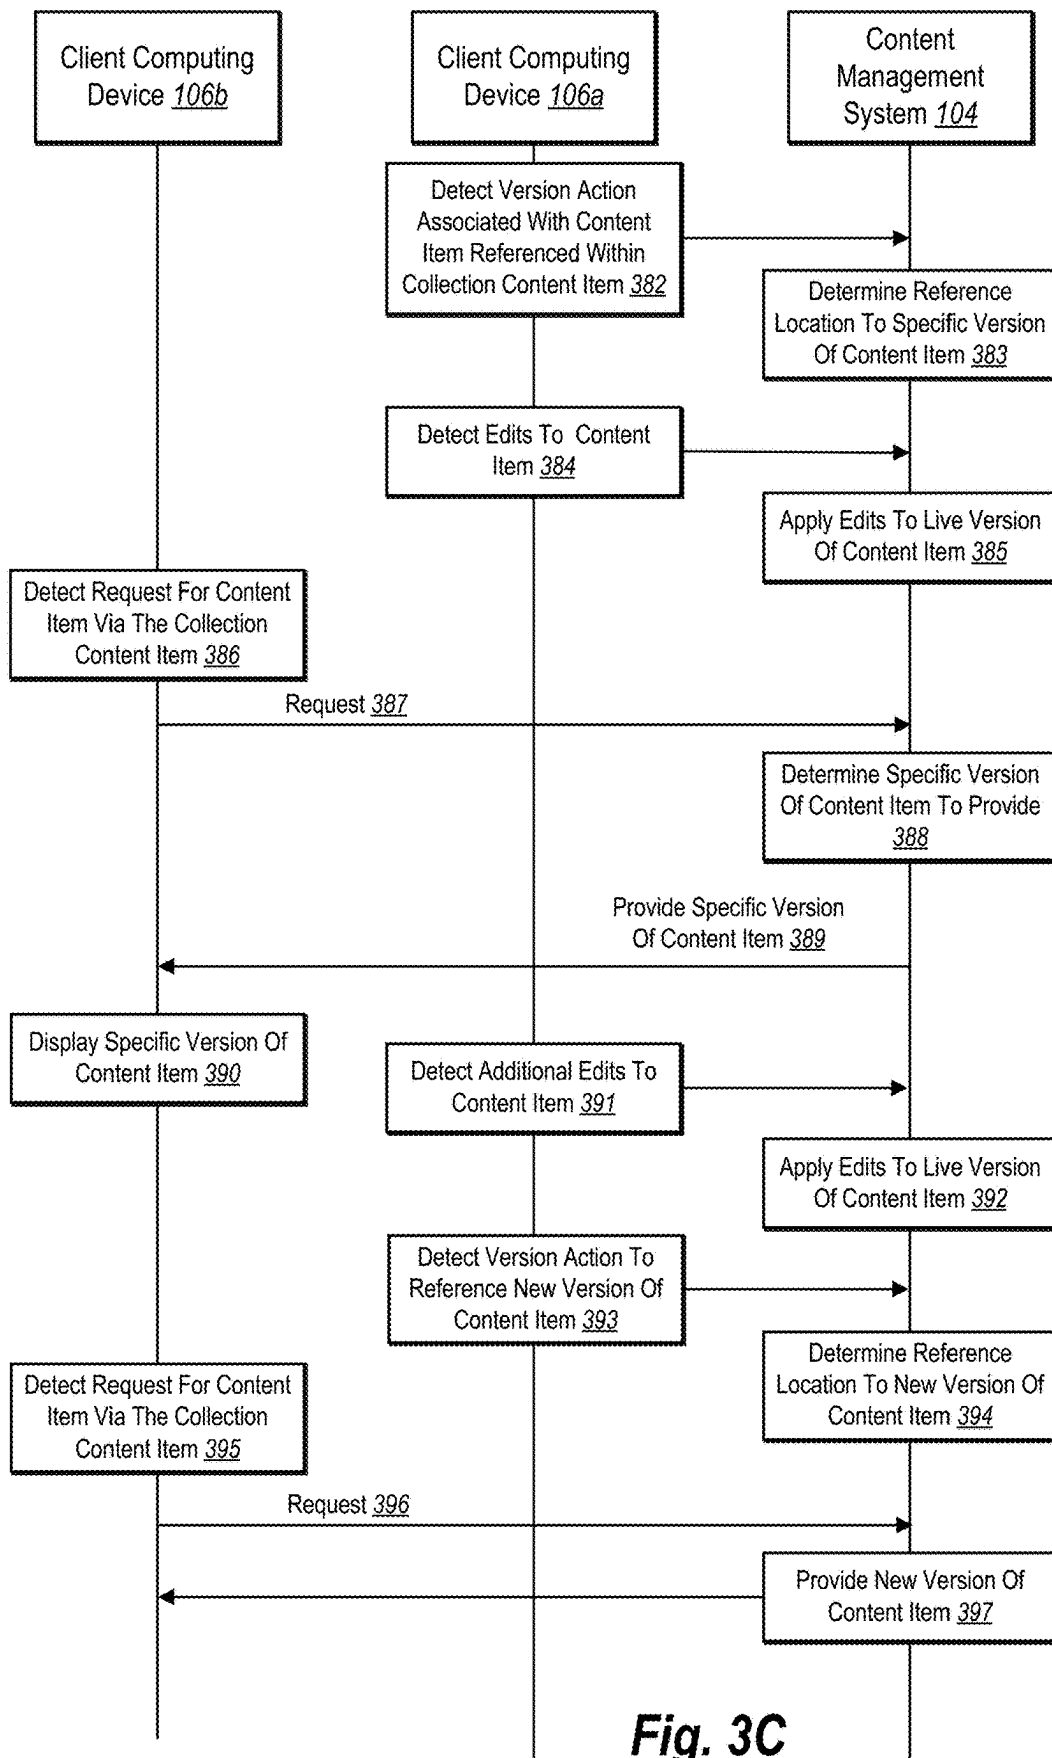 Client Computing
Device 106b
Client Computing
Device 106a
Content
Management
System 104
Detect Version Action
Associated With Content
Item Referenced Within
Collection Content Item 382
Determine Reference
Location To Specific Version
Of Content Item 383
Detect Edits To Content
Item 384
Apply Edits To Live Version
Of Content Item 385
Detect Request For Content
Item Via The Collection
Content Item 386
Request 387
Determine Specific Version
Of Content Item To Provide
388
Provide Specific Version
Of Content Item 389
Display Specific Version Of
Content Item 390
Detect Additional Edits To
Content Item 391
Apply Edits To Live Version
Of Content Item 392
Detect Version Action To
Reference New Version Of
Content Item 393
Determine Reference
Location To New Version Of
Content Item 394
Detect Request For Content
Item Via The Collection
Content Item 395
Request 396
Provide New Version Of
Content Item 397
Fig. 3C